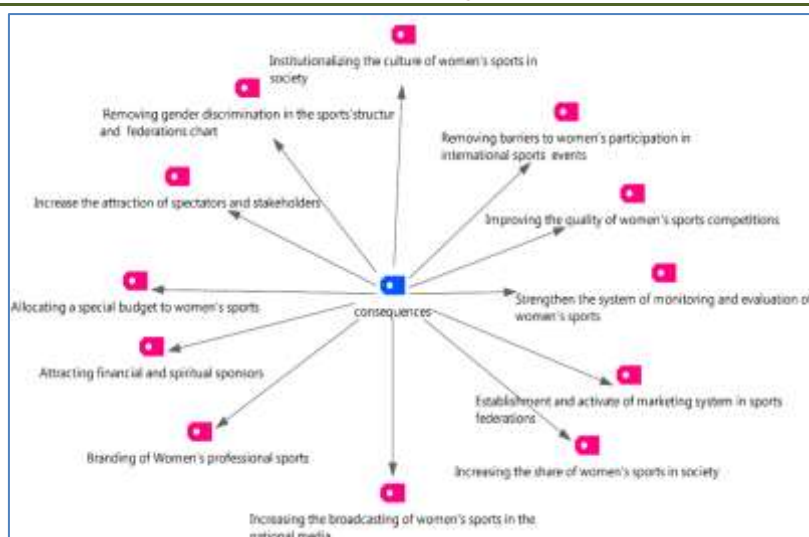 Institutionalizing the culture of women's sports in
society
Removing gender discrimination in the sports'structur
and federations chart
Removing barriers to women's participation in
international sports events
Increase the attraction of spectators and stakeholders
Improving the quality of women's sports competitions
Allocating a special budget to women's sports
consequences
Strengthen the system of monitoring and evaluation of
women's sports
Attracting financial and spiritual sponsors
Establishment and activate of marketing system in sports
federations
Branding of Women's professional sports
Increasing the share of women's sports in society
Increasing the broadcasting of women's sports in the
national media